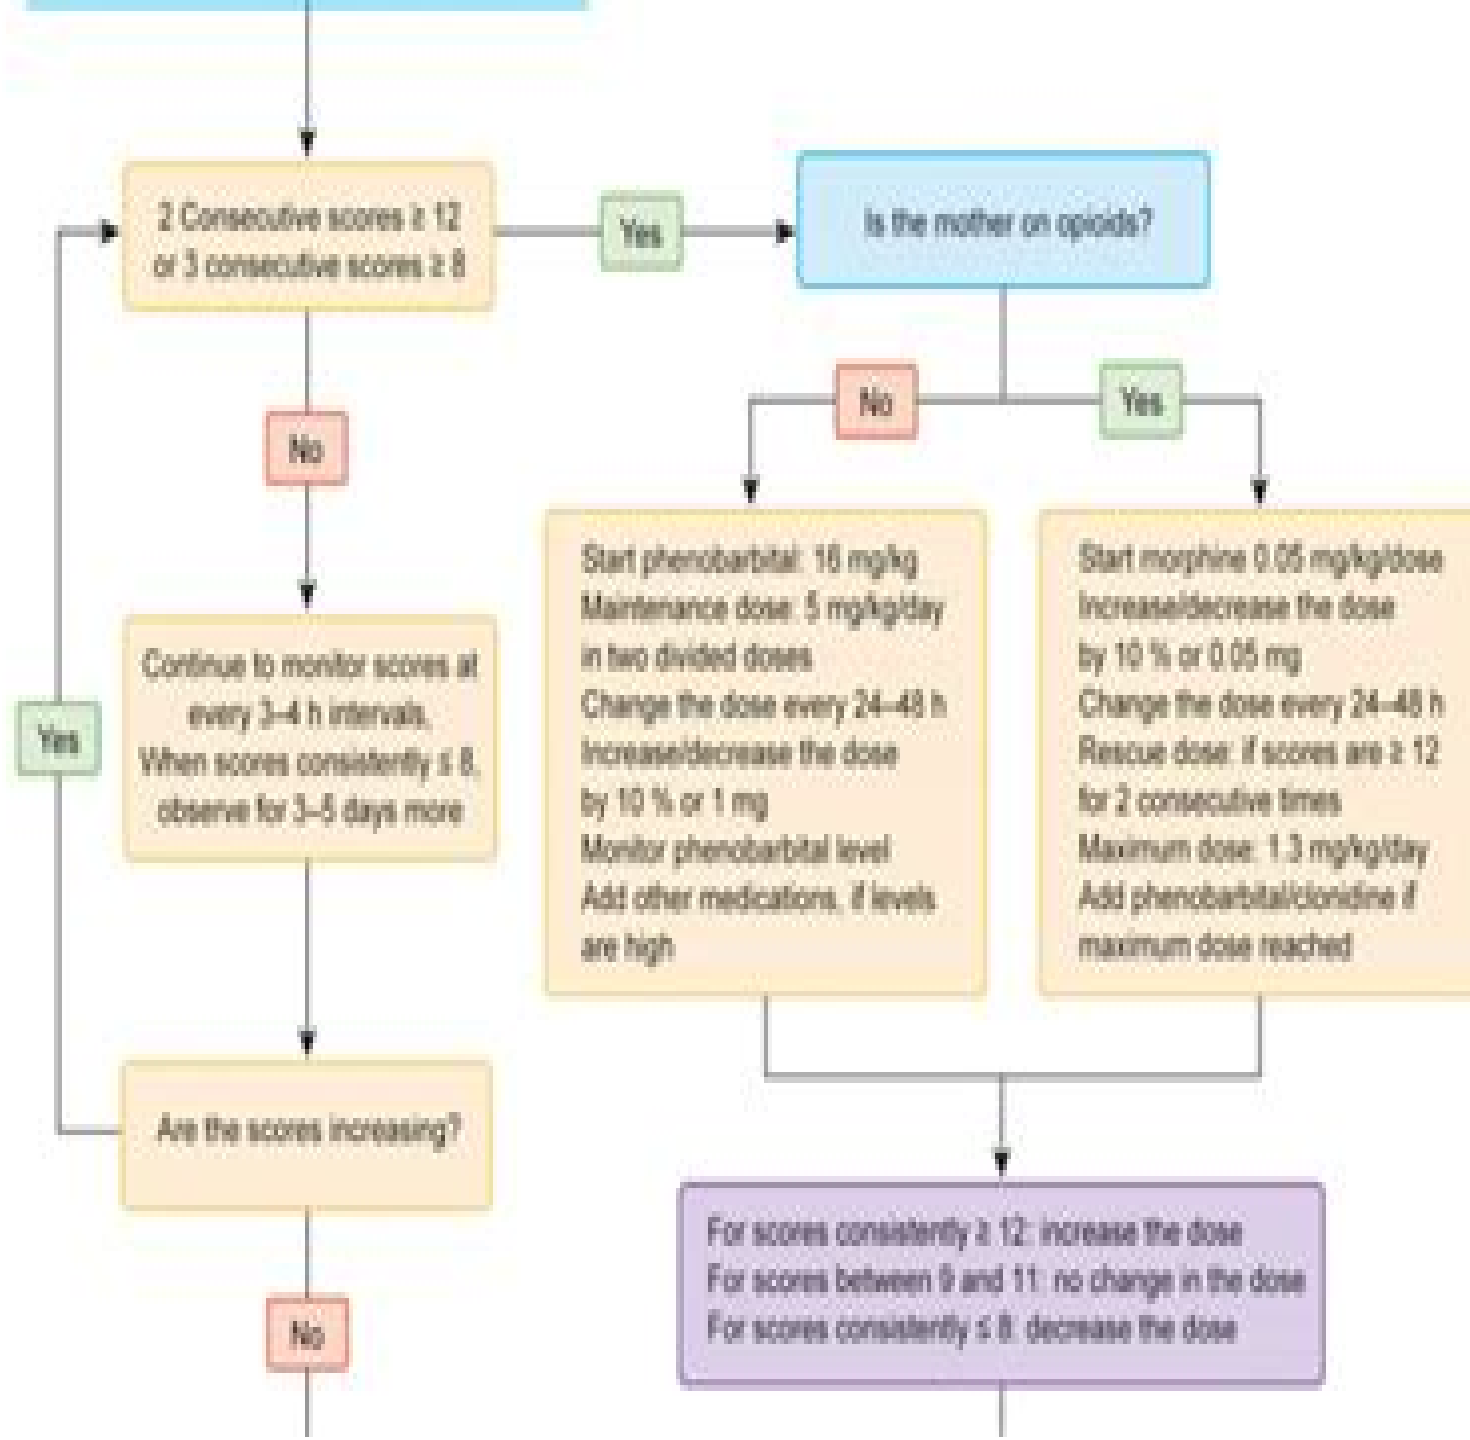 2 Consecutive scores ≥ 12
or 3 consecutive scores ≥ 8
Yes
Is the mother on opioids?
No
Yes
No
Start phenobarbital: 16 mg/kg
Maintenance dose: 5 mg/kg/day
in two divided doses
Change the dose every 24–48 h
Increase/decrease the dose
by 10 % or 1 mg
Monitor phenobarbital level
Add other medications, if levels
are high
Start morphine 0.05 mg/kg/dose
Increase/decrease the dose
by 10 % or 0.05 mg
Change the dose every 24–48 h
Rescue dose: if scores are ≥ 12
for 2 consecutive times
Maximum dose: 1.3 mg/kg/day
Add phenobarbital/clonidine if
maximum dose reached
Continue to monitor scores at
every 3–4 h intervals,
When scores consistently ≤ 8,
observe for 3–5 days more
Yes
Are the scores increasing?
No
For scores consistently ≥ 12: increase the dose
For scores between 9 and 11: no change in the dose
For scores consistently ≤ 8: decrease the dose